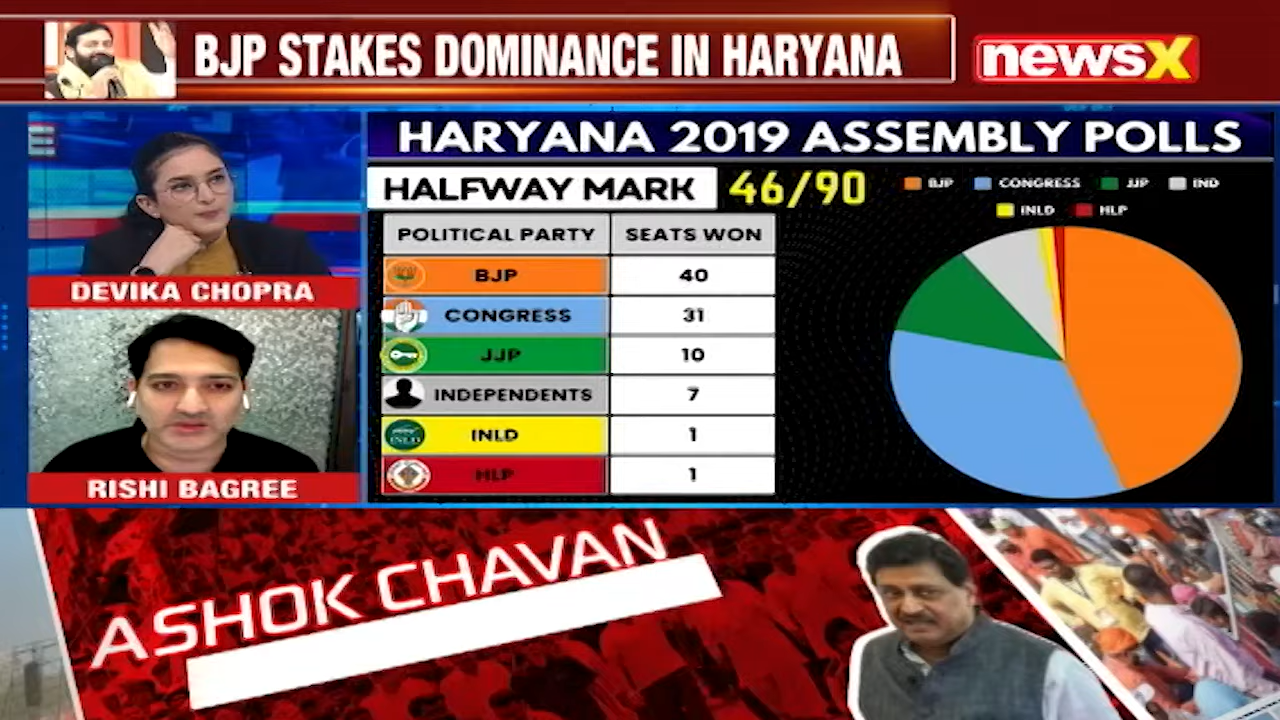 BJP STAKES DOMINANCE IN HARYANA
newsX
HARYANA 2019 ASSEMBLY POLLS
HALFWAY MARK 46/90
BJP CONGRESS JJP IND
INLD HLP
POLITICAL PARTY SEATS WON
BJP 40
CONGRESS 31
JJP 10
INDEPENDENTS 7
INLD 1
HLP 1
DEVIKA CHOPRA
RISHI BAGREE
ASHOK CHAVAN